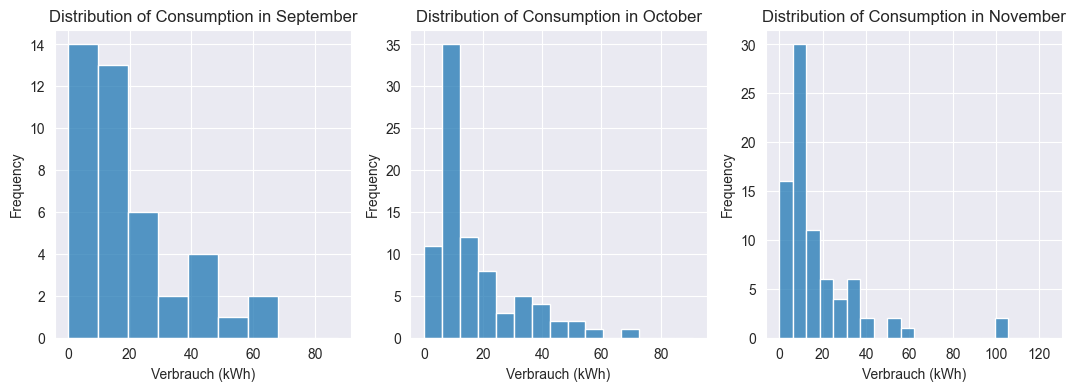 Distribution of Consumption in September
14
12
10
8
6
4
2
0
Frequency
0 20 40 60 80
Verbrauch (kWh)
Distribution of Consumption in October
35
30
25
20
15
10
5
0
Frequency
0 20 40 60 80
Verbrauch (kWh)
Distribution of Consumption in November
30
25
20
15
10
5
0
Frequency
0 20 40 60 80 100 120
Verbrauch (kWh)